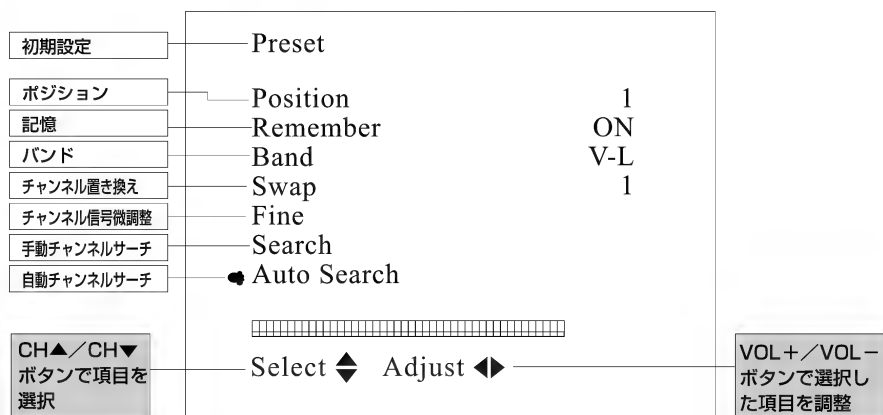 初期設定
Preset
ポジション
Position 1
記憶
Remember ON
バンド
Band V-L
チャンネル置き換え
Swap 1
チャンネル信号微調整
Fine
手動チャンネルサーチ
Search
自動チャンネルサーチ
Auto Search
CH▲／CH▼
ボタンで項目を
選択
Select Adjust
VOL＋／VOL－
ボタンで選択し
た項目を調整